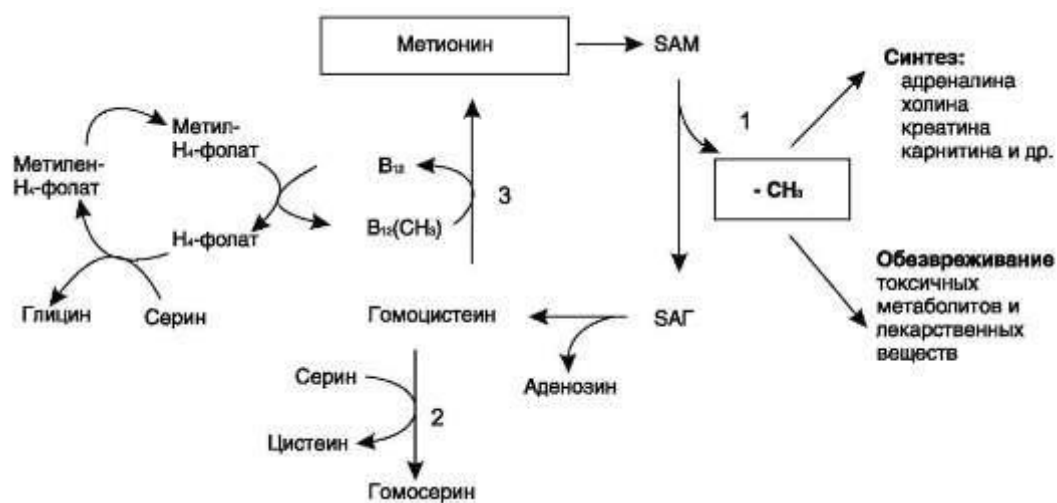 Метионин
SAM
Синтез:
адреналина
холина
креатина
карнитина и др.
1
- CH₃
Метил-
H₄-фолат
Метилен-
H₄-фолат
B₁₂
3
B₁₂(CH₃)
H₄-фолат
Обезвреживание
токсичных
метаболитов и
лекарственных
веществ
Глицин
Серин
Гомоцистеин
SAГ
Серин
Аденозин
2
Цистеин
Гомосерин